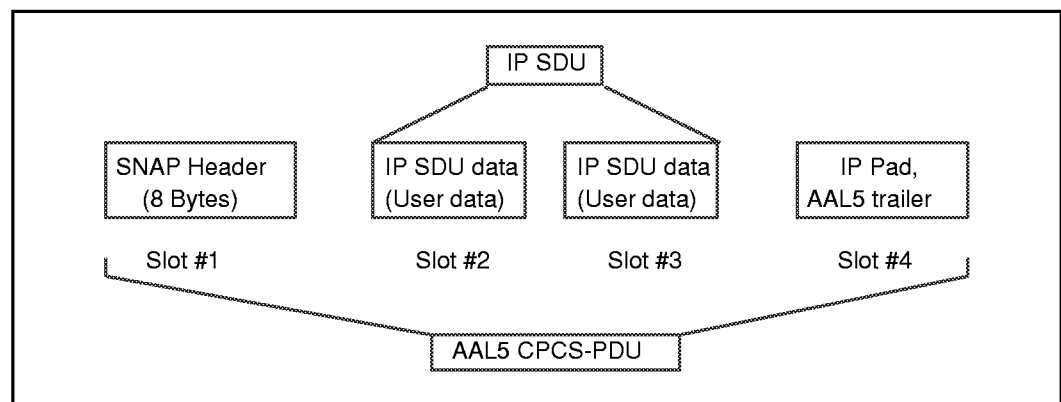 IP SDU
SNAP Header
(8 Bytes)
IP SDU data
(User data)
IP SDU data
(User data)
IP Pad,
AAL5 trailer
Slot #1
Slot #2
Slot #3
Slot #4
AAL5 CPCS-PDU